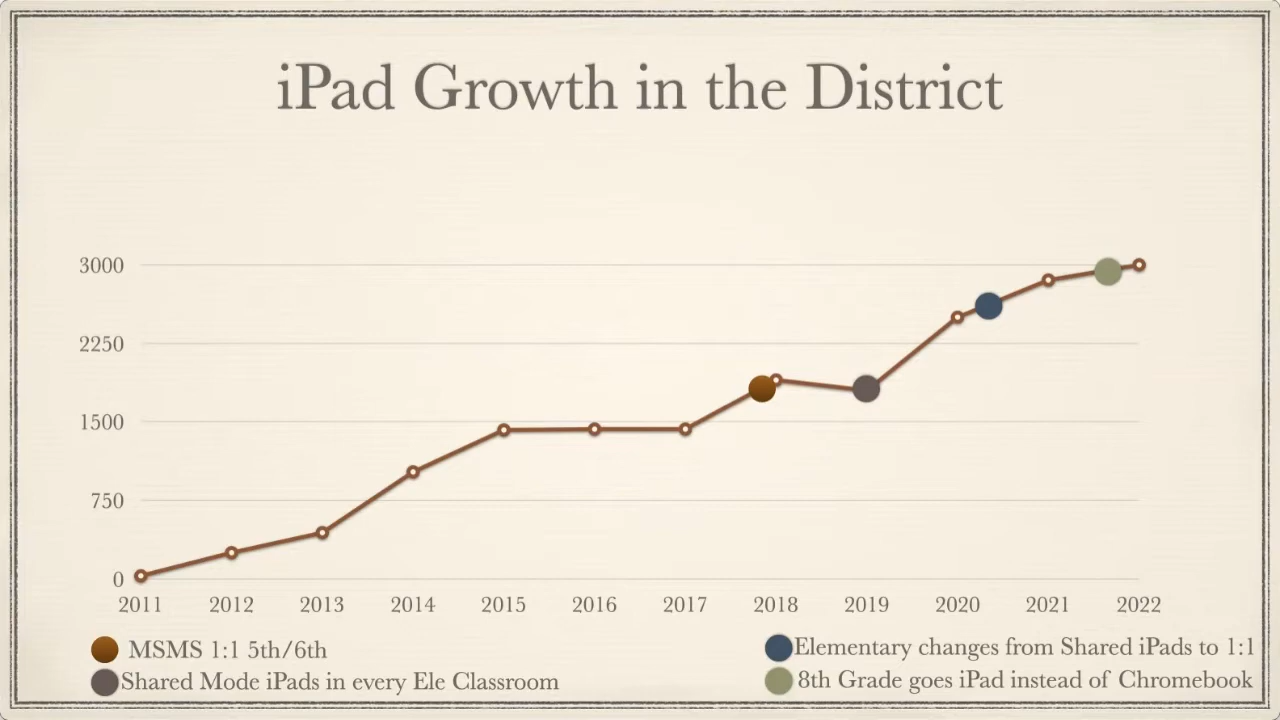 iPad Growth in the District
3000
2250
1500
750
0
2011 2012 2013 2014 2015 2016 2017 2018 2019 2020 2021 2022
MSMS 1:1 5th/6th
Shared Mode iPads in every Ele Classroom
Elementary changes from Shared iPads to 1:1
8th Grade goes iPad instead of Chromebook